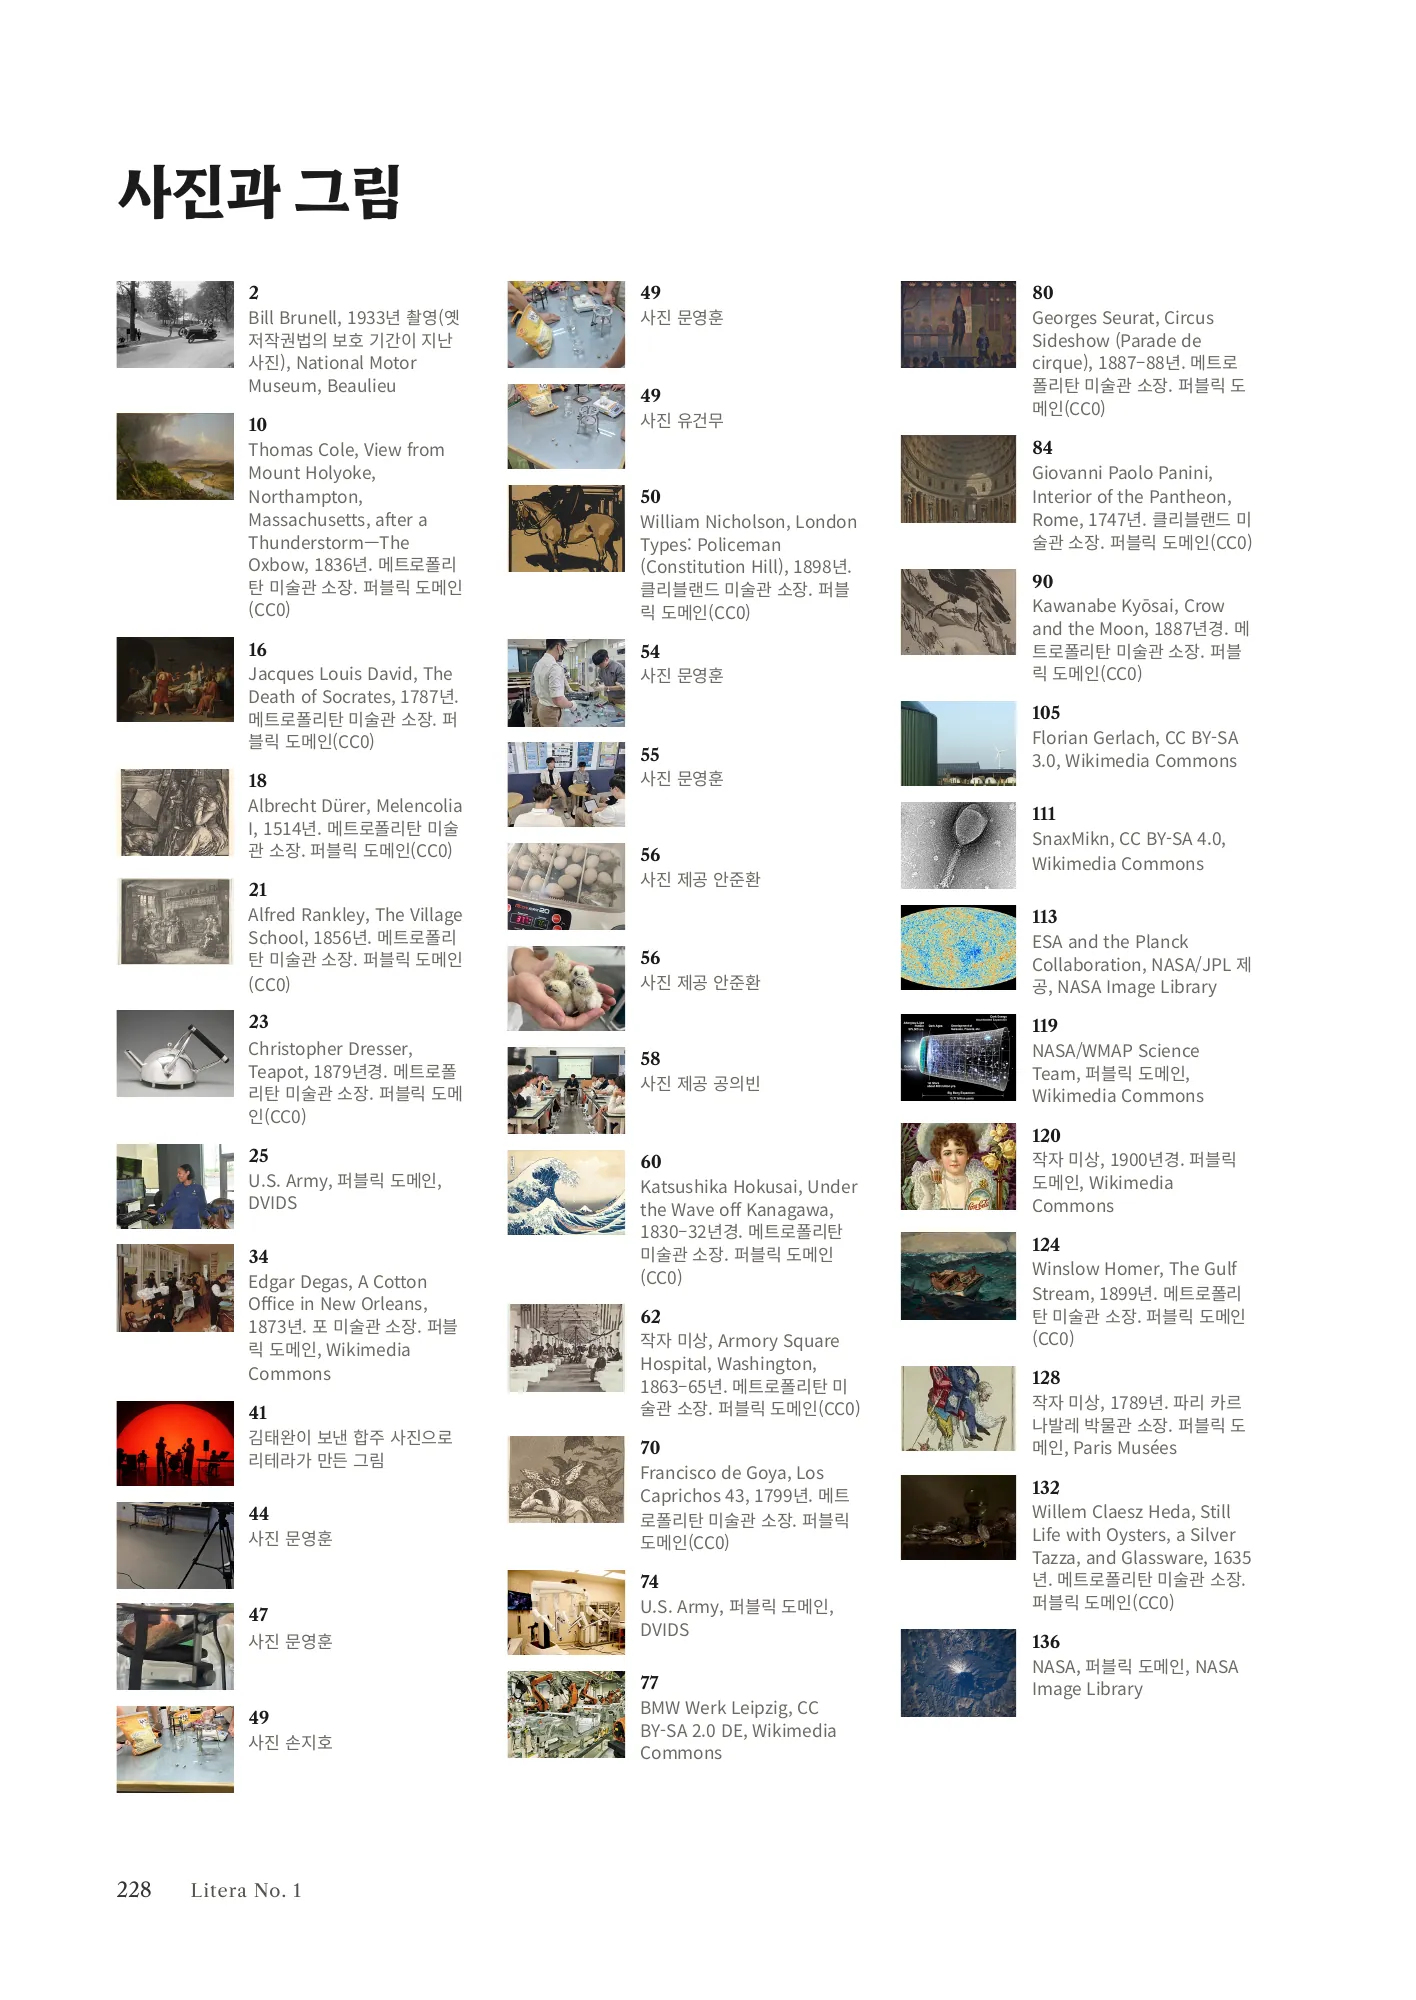 사진과 그림
2
Bill Brunell, 1933년 촬영(옛
저작권법의 보호 기간이 지난
사진), National Motor
Museum, Beaulieu
10
Thomas Cole, View from
Mount Holyoke,
Northampton,
Massachusetts, after a
Thunderstorm—The
Oxbow, 1836년. 메트로폴리
탄 미술관 소장. 퍼블릭 도메인
(CC0)
16
Jacques Louis David, The
Death of Socrates, 1787년.
메트로폴리탄 미술관 소장. 퍼
블릭 도메인(CC0)
18
Albrecht Dürer, Melencolia
I, 1514년. 메트로폴리탄 미술
관 소장. 퍼블릭 도메인(CC0)
21
Alfred Rankley, The Village
School, 1856년. 메트로폴리
탄 미술관 소장. 퍼블릭 도메인
(CC0)
23
Christopher Dresser,
Teapot, 1879년경. 메트로폴
리탄 미술관 소장. 퍼블릭 도메
인(CC0)
25
U.S. Army, 퍼블릭 도메인,
DVIDS
34
Edgar Degas, A Cotton
Office in New Orleans,
1873년. 포 미술관 소장. 퍼블
릭 도메인, Wikimedia
Commons
41
김태완이 보낸 합주 사진으로
리테라가 만든 그림
44
사진 문영훈
47
사진 문영훈
49
사진 손지호
49
사진 문영훈
49
사진 유건무
50
William Nicholson, London
Types: Policeman
(Constitution Hill), 1898년.
클리블랜드 미술관 소장. 퍼블
릭 도메인(CC0)
54
사진 문영훈
55
사진 문영훈
56
사진 제공 안준환
56
사진 제공 안준환
58
사진 제공 공의빈
60
Katsushika Hokusai, Under
the Wave off Kanagawa,
1830–32년경. 메트로폴리탄
미술관 소장. 퍼블릭 도메인
(CC0)
62
작자 미상, Armory Square
Hospital, Washington,
1863–65년. 메트로폴리탄 미
술관 소장. 퍼블릭 도메인(CC0)
70
Francisco de Goya, Los
Caprichos 43, 1799년. 메트
로폴리탄 미술관 소장. 퍼블릭
도메인(CC0)
74
U.S. Army, 퍼블릭 도메인,
DVIDS
77
BMW Werk Leipzig, CC
BY-SA 2.0 DE, Wikimedia
Commons
80
Georges Seurat, Circus
Sideshow (Parade de
cirque), 1887–88년. 메트로
폴리탄 미술관 소장. 퍼블릭 도
메인(CC0)
84
Giovanni Paolo Panini,
Interior of the Pantheon,
Rome, 1747년. 클리블랜드 미
술관 소장. 퍼블릭 도메인(CC0)
90
Kawanabe Kyōsai, Crow
and the Moon, 1887년경. 메
트로폴리탄 미술관 소장. 퍼블
릭 도메인(CC0)
105
Florian Gerlach, CC BY-SA
3.0, Wikimedia Commons
111
SnaxMikn, CC BY-SA 4.0,
Wikimedia Commons
113
ESA and the Planck
Collaboration, NASA/JPL 제
공, NASA Image Library
119
NASA/WMAP Science
Team, 퍼블릭 도메인,
Wikimedia Commons
120
작자 미상, 1900년경. 퍼블릭
도메인, Wikimedia
Commons
124
Winslow Homer, The Gulf
Stream, 1899년. 메트로폴리
탄 미술관 소장. 퍼블릭 도메인
(CC0)
128
작자 미상, 1789년. 파리 카르
나발레 박물관 소장. 퍼블릭 도
메인, Paris Musées
132
Willem Claesz Heda, Still
Life with Oysters, a Silver
Tazza, and Glassware, 1635
년. 메트로폴리탄 미술관 소장.
퍼블릭 도메인(CC0)
136
NASA, 퍼블릭 도메인, NASA
Image Library
228 Litera No. 1